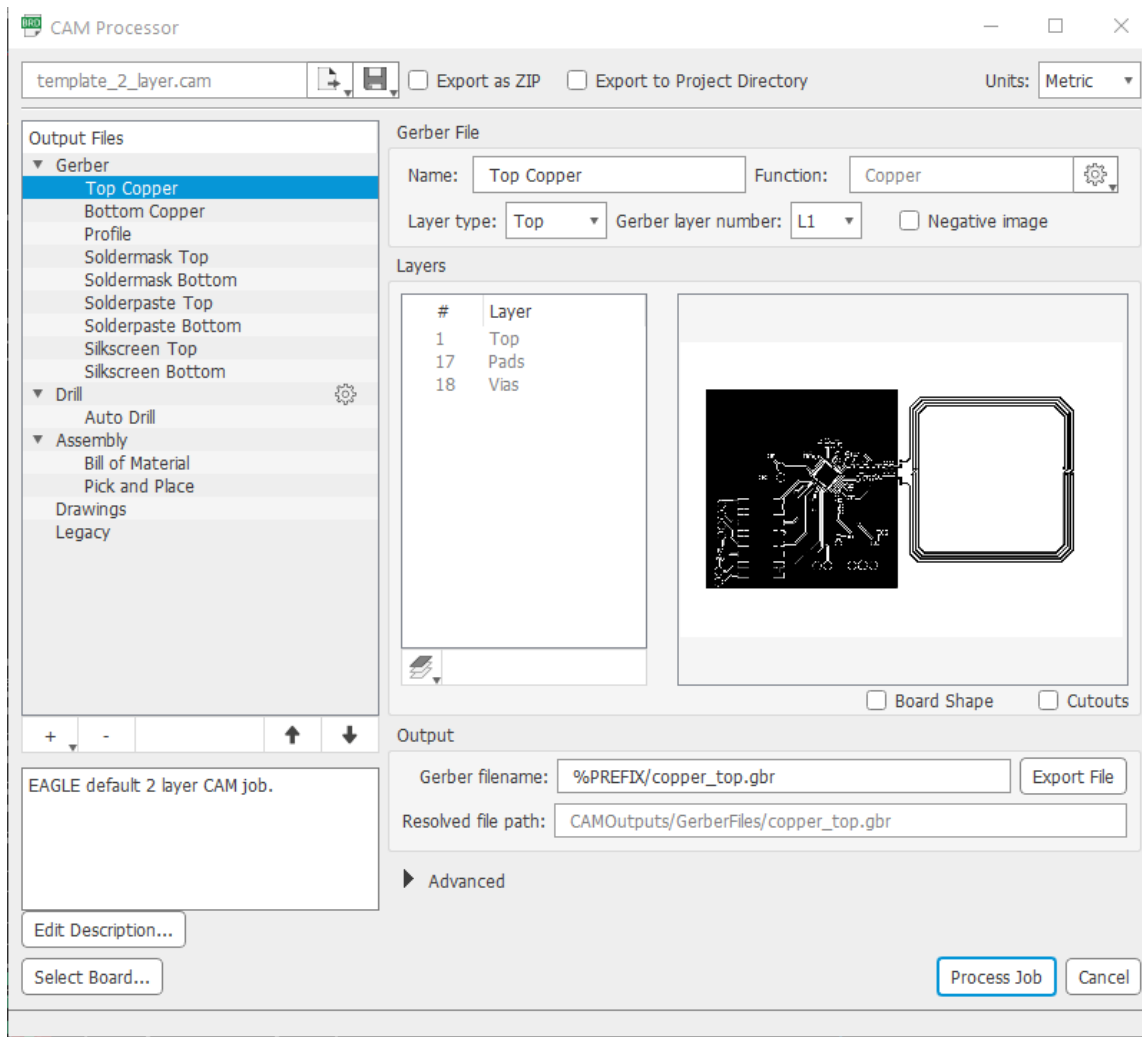 BRD
CAM Processor
template_2_layer.cam
Export as ZIP
Export to Project Directory
Units: Metric
Output Files
Gerber
Top Copper
Bottom Copper
Profile
Soldermask Top
Soldermask Bottom
Solderpaste Top
Solderpaste Bottom
Silkscreen Top
Silkscreen Bottom
Drill
Auto Drill
Assembly
Bill of Material
Pick and Place
Drawings
Legacy
+ -
EAGLE default 2 layer CAM job.
Edit Description...
Select Board...
Gerber File
Name: Top Copper Function: Copper
Layer type: Top Gerber layer number: L1 Negative image
Layers
# Layer
1 Top
17 Pads
18 Vias
Board Shape Cutouts
Output
Gerber filename: %PREFIX/copper_top.gbr Export File
Resolved file path: CAMOutputs/GerberFiles/copper_top.gbr
Advanced
Process Job Cancel